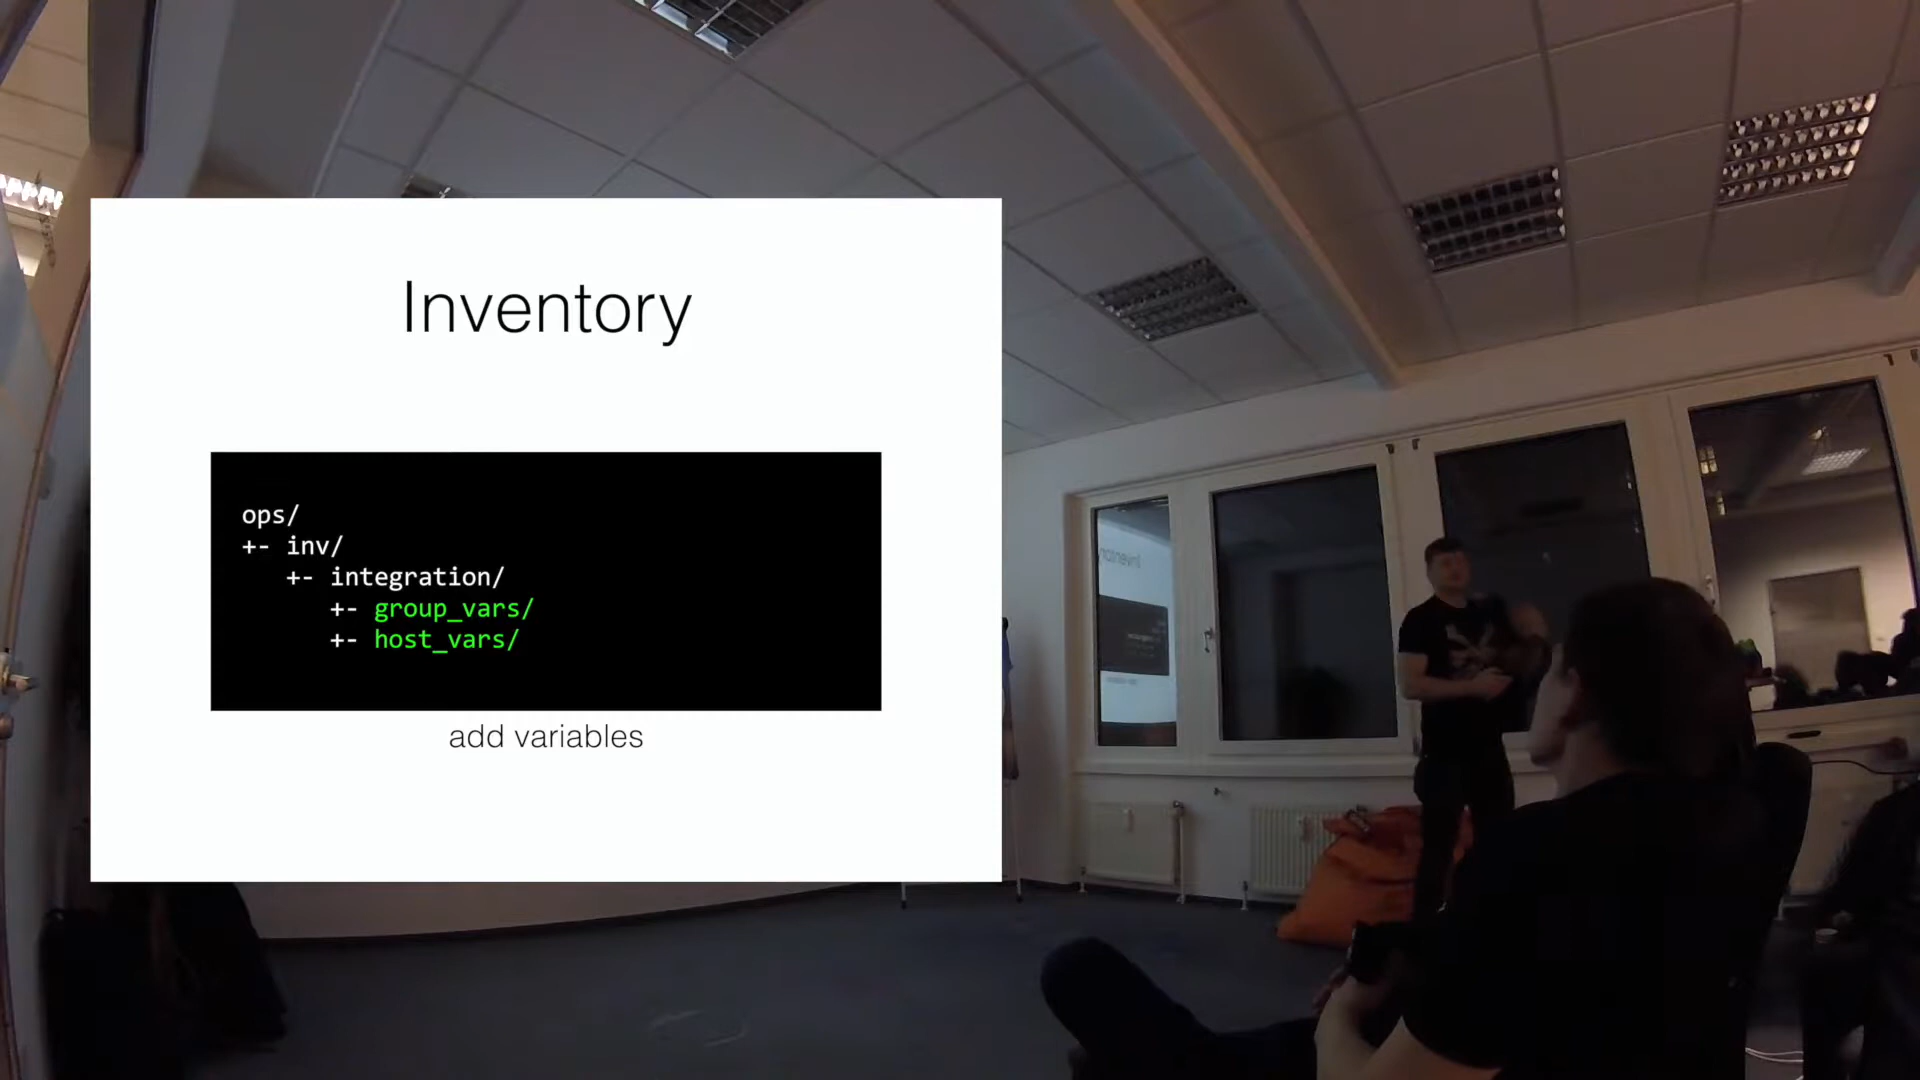 Inventory
ops/
+- inv/
+- integration/
+- group_vars/
+- host_vars/
add variables